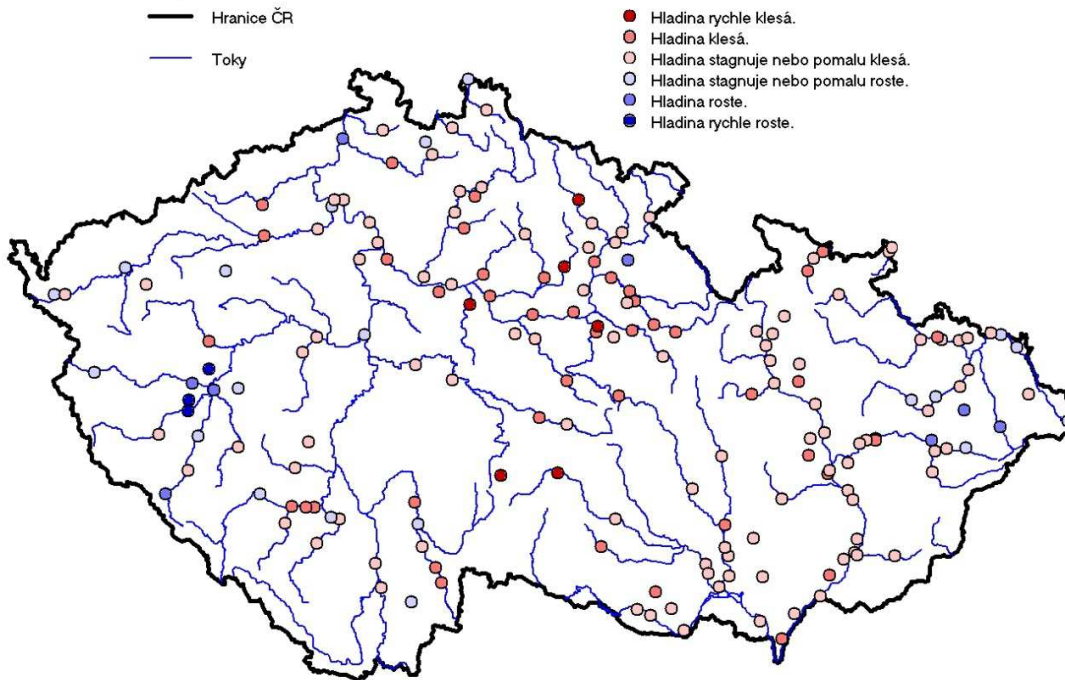 Hranice ČR
Toky
Hladina rychle klesá.
Hladina klesá.
Hladina stagnuje nebo pomalu klesá.
Hladina stagnuje nebo pomalu roste.
Hladina roste.
Hladina rychle roste.